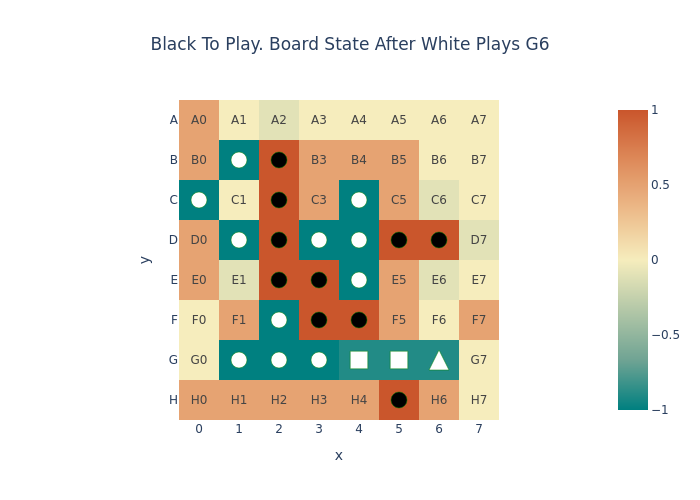 Black To Play. Board State After White Plays G6
A A0 A1 A2 A3 A4 A5 A6 A7
B B0 B3 B4 B5 B6 B7
C C1 C3 C5 C6 C7
D D0 D7
E E0 E1 E5 E6 E7
F F0 F1 F5 F6 F7
G G0 G7
H H0 H1 H2 H3 H4 H6 H7
0 1 2 3 4 5 6 7
x
y
1
0.5
0
−0.5
−1